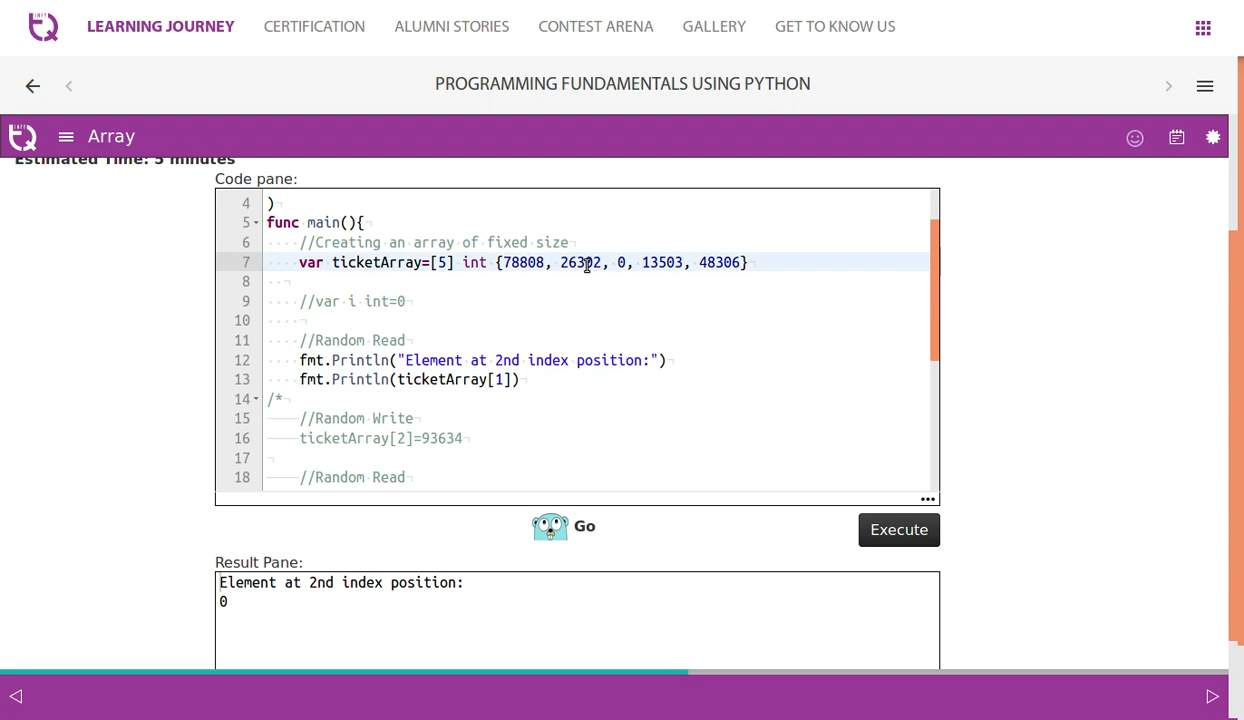 LEARNING JOURNEY CERTIFICATION ALUMNI STORIES CONTEST ARENA GALLERY GET TO KNOW US
PROGRAMMING FUNDAMENTALS USING PYTHON
Array
Estimated Time: 5 minutes
Code pane:
4 )
5 func main(){
6 //Creating an array of fixed size
7 var ticketArray=[5] int {78808, 26302, 0, 13503, 48306}
8
9 //var i int=0
10
11 //Random Read
12 fmt.Println("Element at 2nd index position:")
13 fmt.Println(ticketArray[1])
14 /*
15 //Random Write
16 ticketArray[2]=93634
17
18 //Random Read
Go
Execute
Result Pane:
Element at 2nd index position:
0